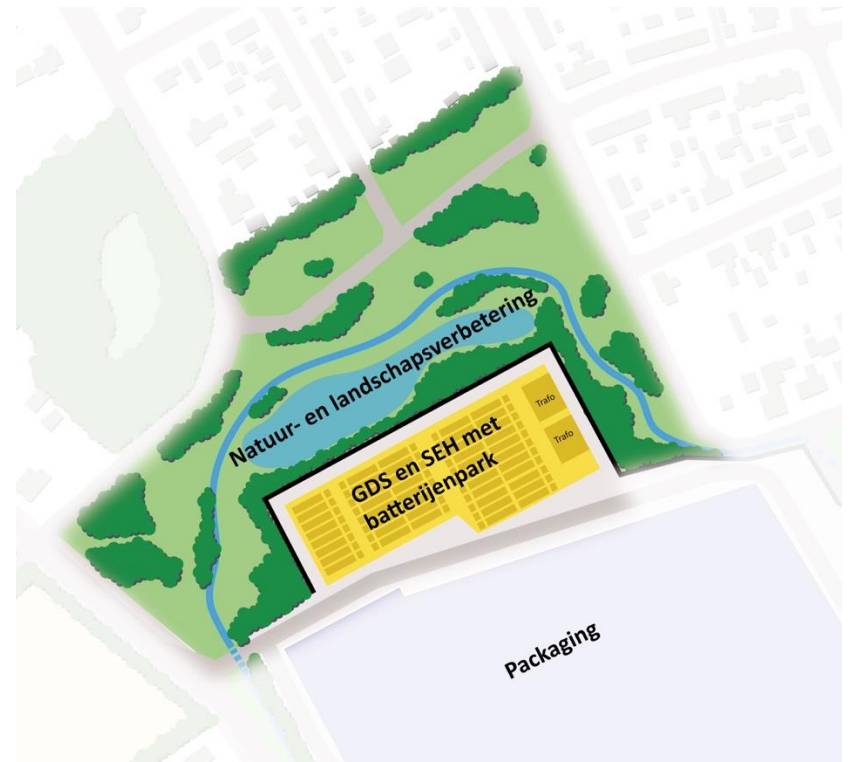 Natuur- en landschapsverbetering
Trafo
Trafo
GDS en SEH met
batterijenpark
Packaging